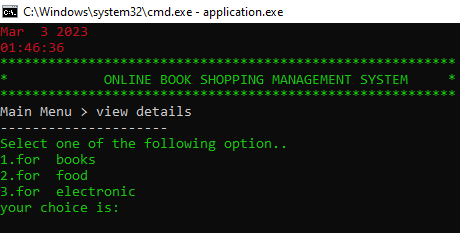 C:\Windows\system32\cmd.exe - application.exe
Mar  3 2023
01:46:36
*********************************************************
*            ONLINE BOOK SHOPPING MANAGEMENT SYSTEM     *
*********************************************************
Main Menu > view details
---------------------
Select one of the following option..
1.for  books
2.for  food
3.for  electronic
your choice is: